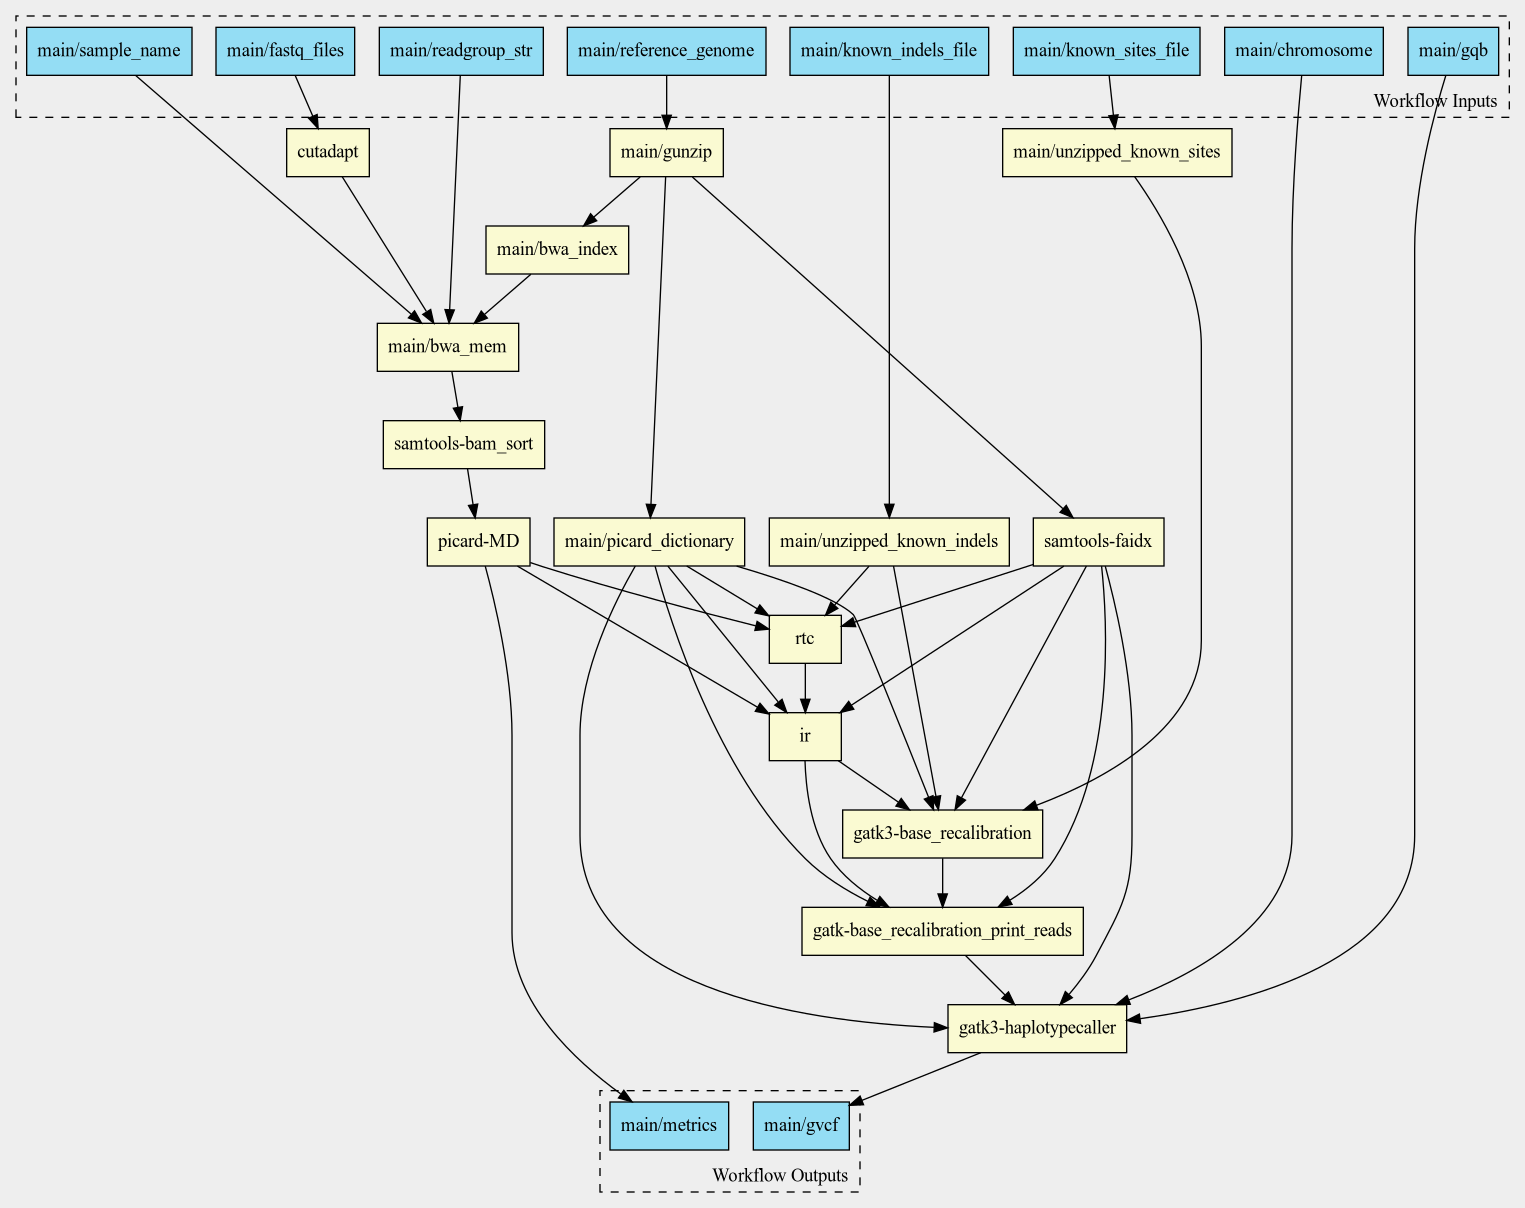 main/sample_name
main/fastq_files
main/readgroup_str
main/reference_genome
main/known_indels_file
main/known_sites_file
main/chromosome
main/gqb
Workflow Inputs
cutadapt
main/gunzip
main/unzipped_known_sites
main/bwa_index
main/bwa_mem
samtools-bam_sort
picard-MD
main/picard_dictionary
main/unzipped_known_indels
samtools-faidx
rtc
ir
gatk3-base_recalibration
gatk-base_recalibration_print_reads
gatk3-haplotypecaller
main/metrics
main/gvcf
Workflow Outputs